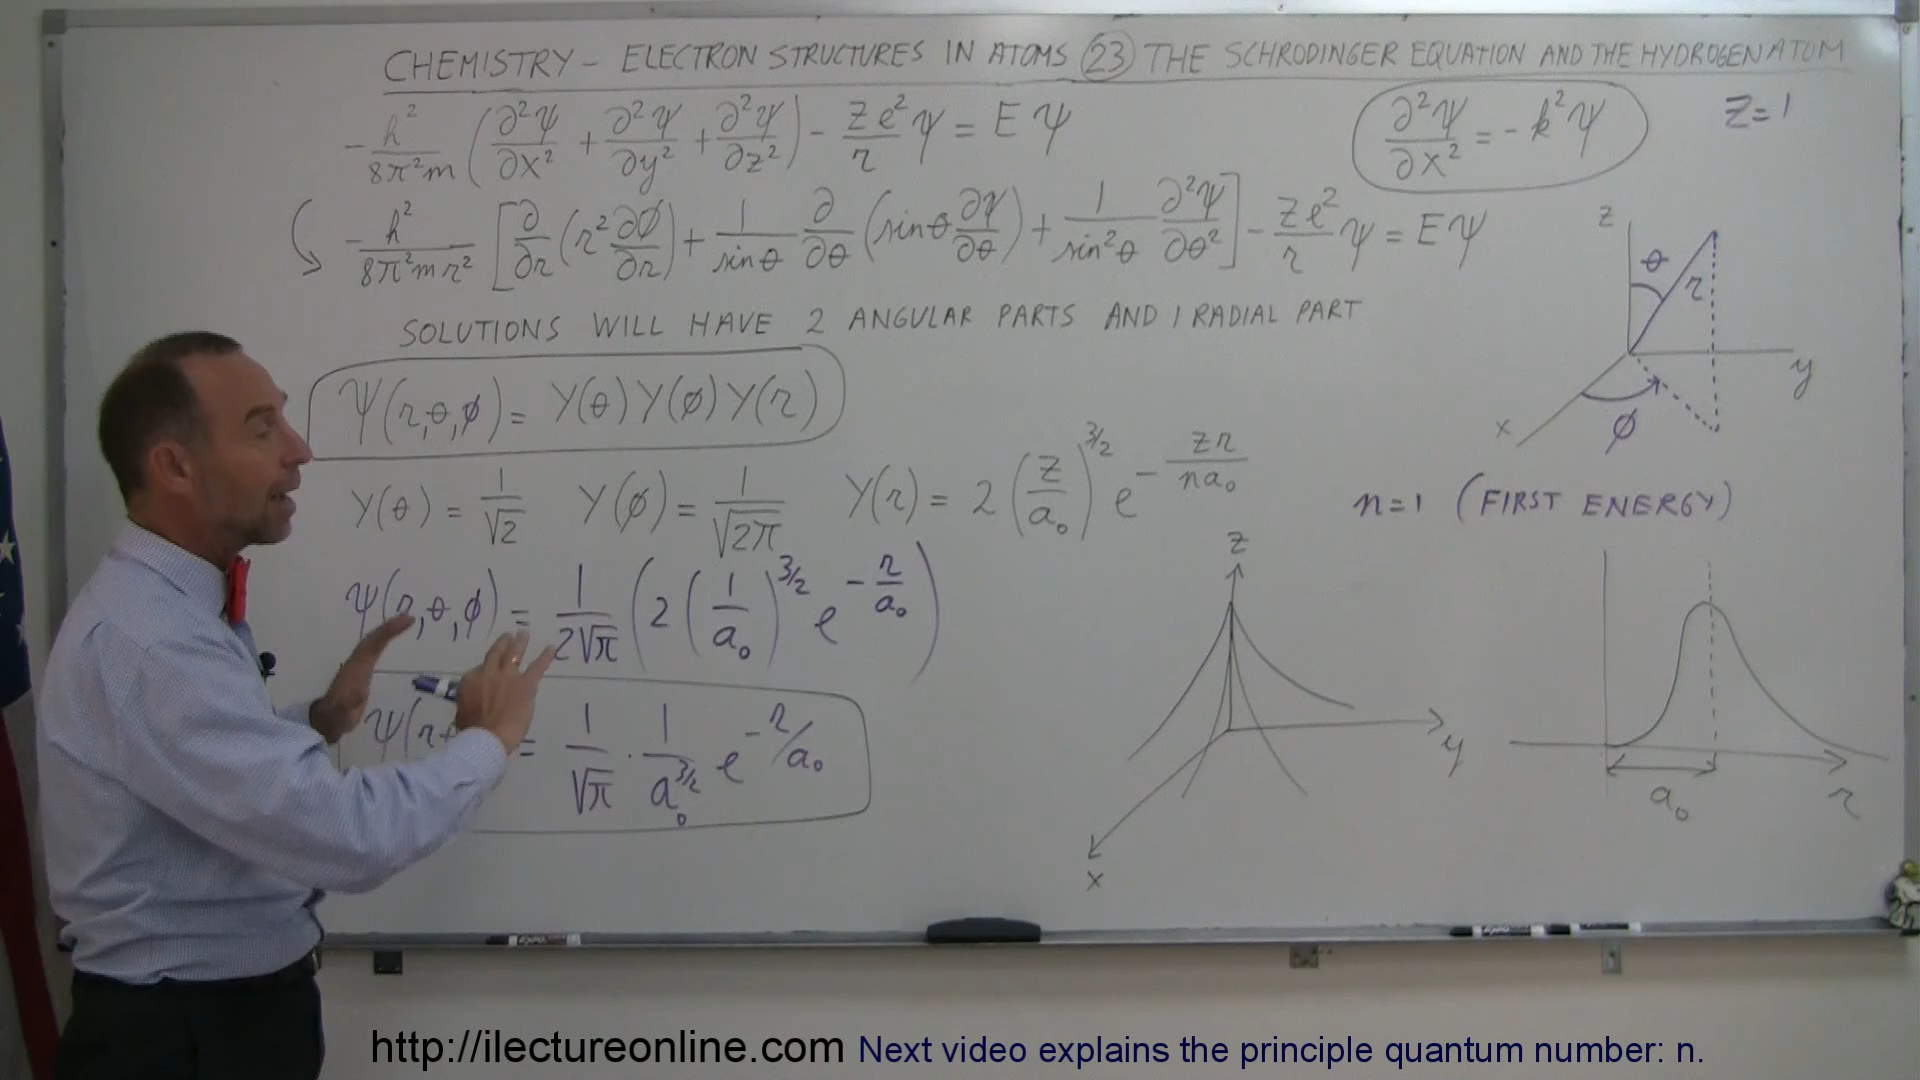 CHEMISTRY - ELECTRON STRUCTURES IN ATOMS (23) THE SCHRODINGER EQUATION AND THE HYDROGEN ATOM
-h²/8π²m (∂²ψ/∂x² + ∂²ψ/∂y² + ∂²ψ/∂z²) - Ze²/r ψ = Eψ
∂²ψ/∂x² = -k²ψ
Z=1
-h²/8π²mr² [∂/∂r (r² ∂φ/∂r) + 1/sinθ ∂/∂θ (sinθ ∂ψ/∂θ) + 1/sin²θ ∂²ψ/∂θ²] - Ze²/r ψ = Eψ
z
θ
r
y
x
φ
SOLUTIONS WILL HAVE 2 ANGULAR PARTS AND 1 RADIAL PART
Ψ(r,θ,φ) = Y(θ)Y(φ)Y(r)
Y(θ) = 1/√2 Y(φ) = 1/√2π Y(r) = 2 (Z/a₀)^3/2 e^-Zr/na₀
n=1 (FIRST ENERGY)
Ψ(r,θ,φ) = 1/2√π (2 (1/a₀)^3/2 e^-r/a₀)
Ψ(rθ = 1/√π · 1/a₀^3/2 e^-r/a₀
z
y
x
a₀
r
EXPO
http://ilectureonline.com Next video explains the principle quantum number: n.